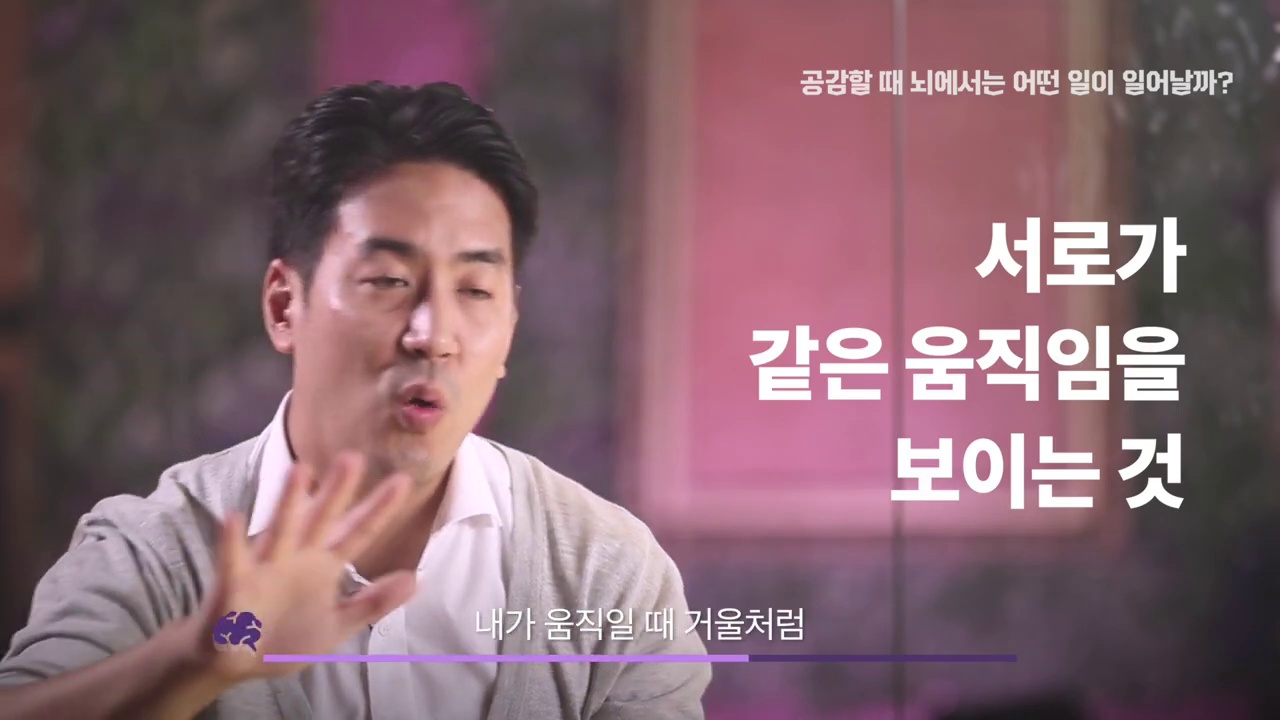 공감할 때 뇌에서는 어떤 일이 일어날까?
서로가
같은 움직임을
보이는 것
내가 움직일 때 거울처럼